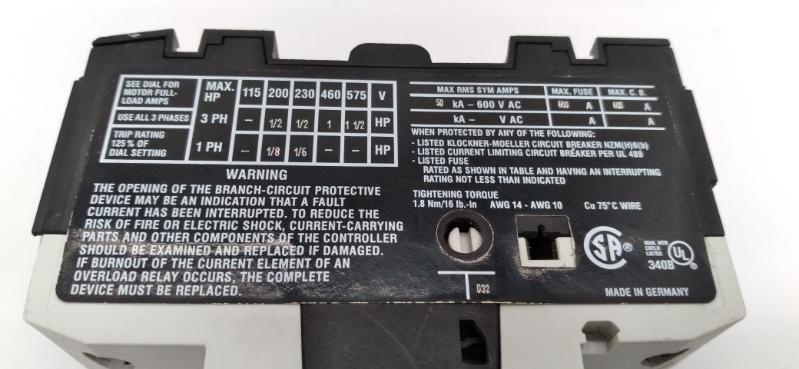 SEE DIAL FOR
MOTOR FULL-
LOAD AMPS
MAX.
HP
115 200 230 460 575 V
USE ALL 3 PHASES
3 PH – 1/2 1/2 1 1 1/2 HP
TRIP RATING
125 % OF
DIAL SETTING
1 PH – 1/8 1/6 – – HP
WARNING
THE OPENING OF THE BRANCH-CIRCUIT PROTECTIVE
DEVICE MAY BE AN INDICATION THAT A FAULT
CURRENT HAS BEEN INTERRUPTED. TO REDUCE THE
RISK OF FIRE OR ELECTRIC SHOCK, CURRENT-CARRYING
PARTS AND OTHER COMPONENTS OF THE CONTROLLER
SHOULD BE EXAMINED AND REPLACED IF DAMAGED.
IF BURNOUT OF THE CURRENT ELEMENT OF AN
OVERLOAD RELAY OCCURS, THE COMPLETE
DEVICE MUST BE REPLACED.
MAX RMS SYM AMPS MAX. FUSE MAX. C. B.
50 kA – 600 V AC 600 A 600 A
kA – V AC A A
WHEN PROTECTED BY ANY OF THE FOLLOWING:
- LISTED KLOCKNER-MOELLER CIRCUIT BREAKER NZM(H)6(b)
- LISTED CURRENT LIMITING CIRCUIT BREAKER PER UL 489
- LISTED FUSE
RATED AS SHOWN IN TABLE AND HAVING AN INTERRUPTING
RATING NOT LESS THAN INDICATED
TIGHTENING TORQUE
1.8 Nm/16 lb.-In AWG 14 - AWG 10 Cu 75°C WIRE
SA ®
MAN. MTR
CNTLR
LISTED
340B
UL ®
032
MADE IN GERMANY